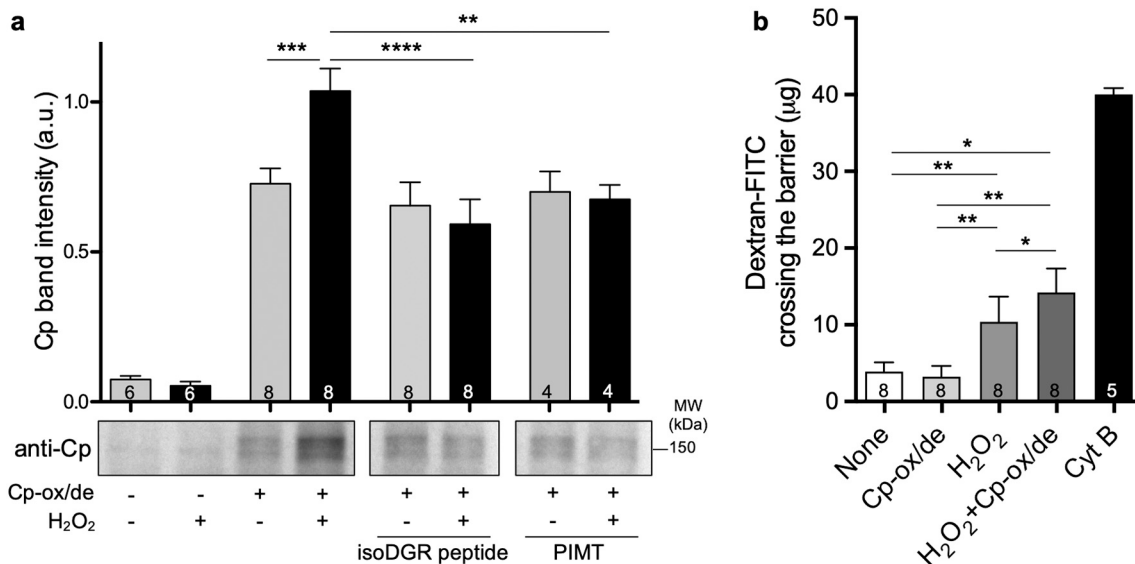 a
Cp band intensity (a.u.)
1.0
0.5
0.0
*** **** **
6 6 8 8 8 8 4 4
MW
(kDa)
anti-Cp
150
Cp-ox/de - - + + + + + +
H₂O₂ - + - + - + - +
isoDGR peptide PIMT
b
Dextran-FITC
crossing the barrier (μg)
50
40
30
20
10
0
*
**
**
**
*
8 8 8 8 5
None
Cp-ox/de
H₂O₂
H₂O₂+Cp-ox/de
Cyt B